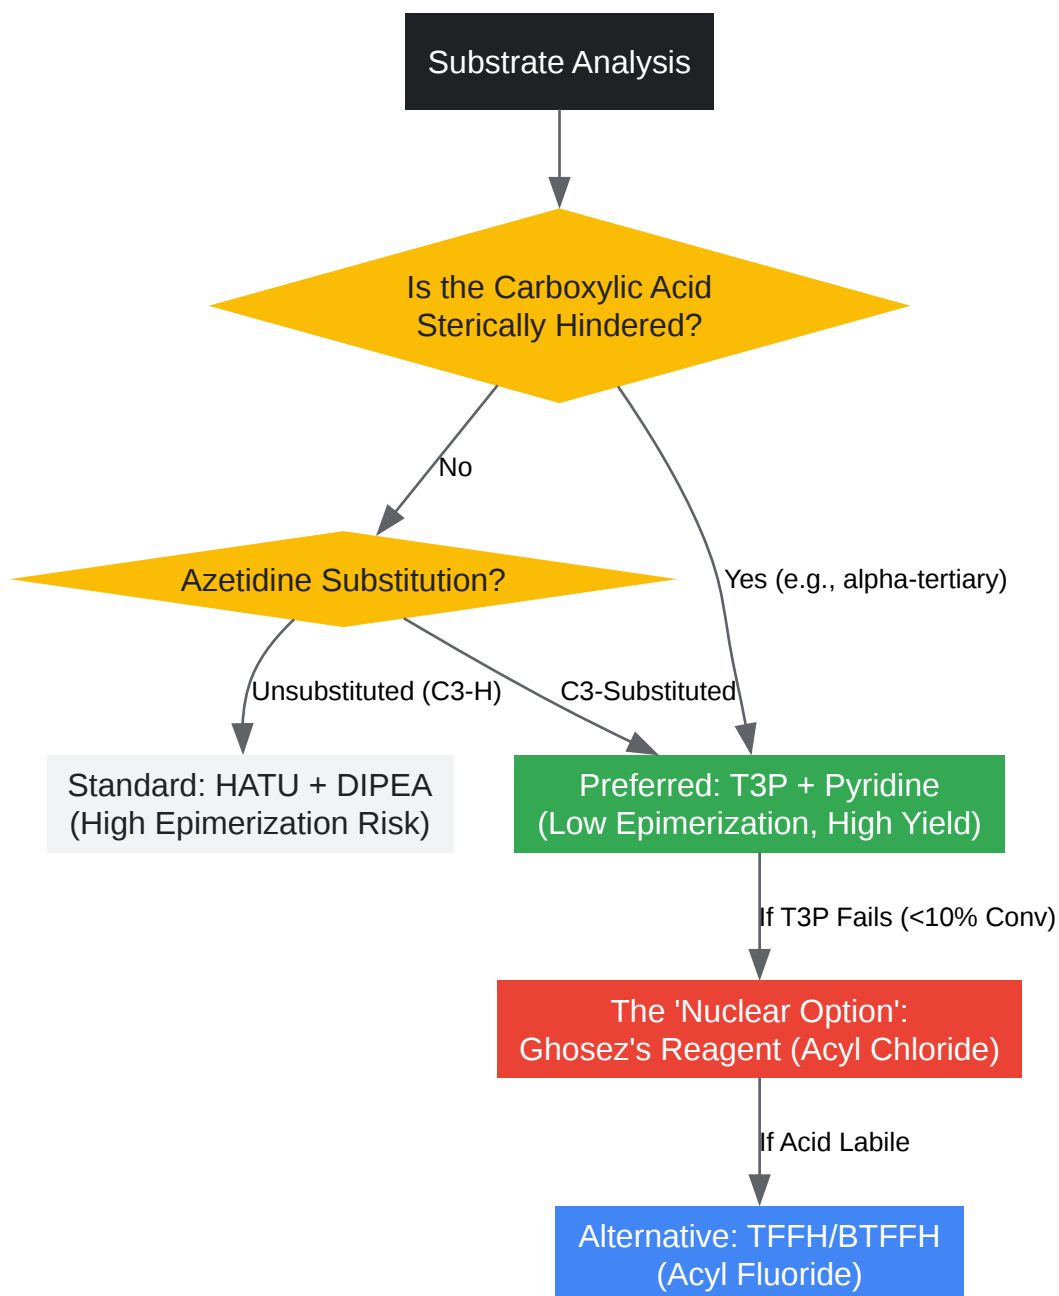 Substrate Analysis
Is the Carboxylic Acid
Sterically Hindered?
No
Azetidine Substitution?
Yes (e.g., alpha-tertiary)
Unsubstituted (C3-H)
C3-Substituted
Standard: HATU + DIPEA
(High Epimerization Risk)
Preferred: T3P + Pyridine
(Low Epimerization, High Yield)
If T3P Fails (<10% Conv)
The 'Nuclear Option':
Ghosez's Reagent (Acyl Chloride)
If Acid Labile
Alternative: TFFH/BTFFH
(Acyl Fluoride)